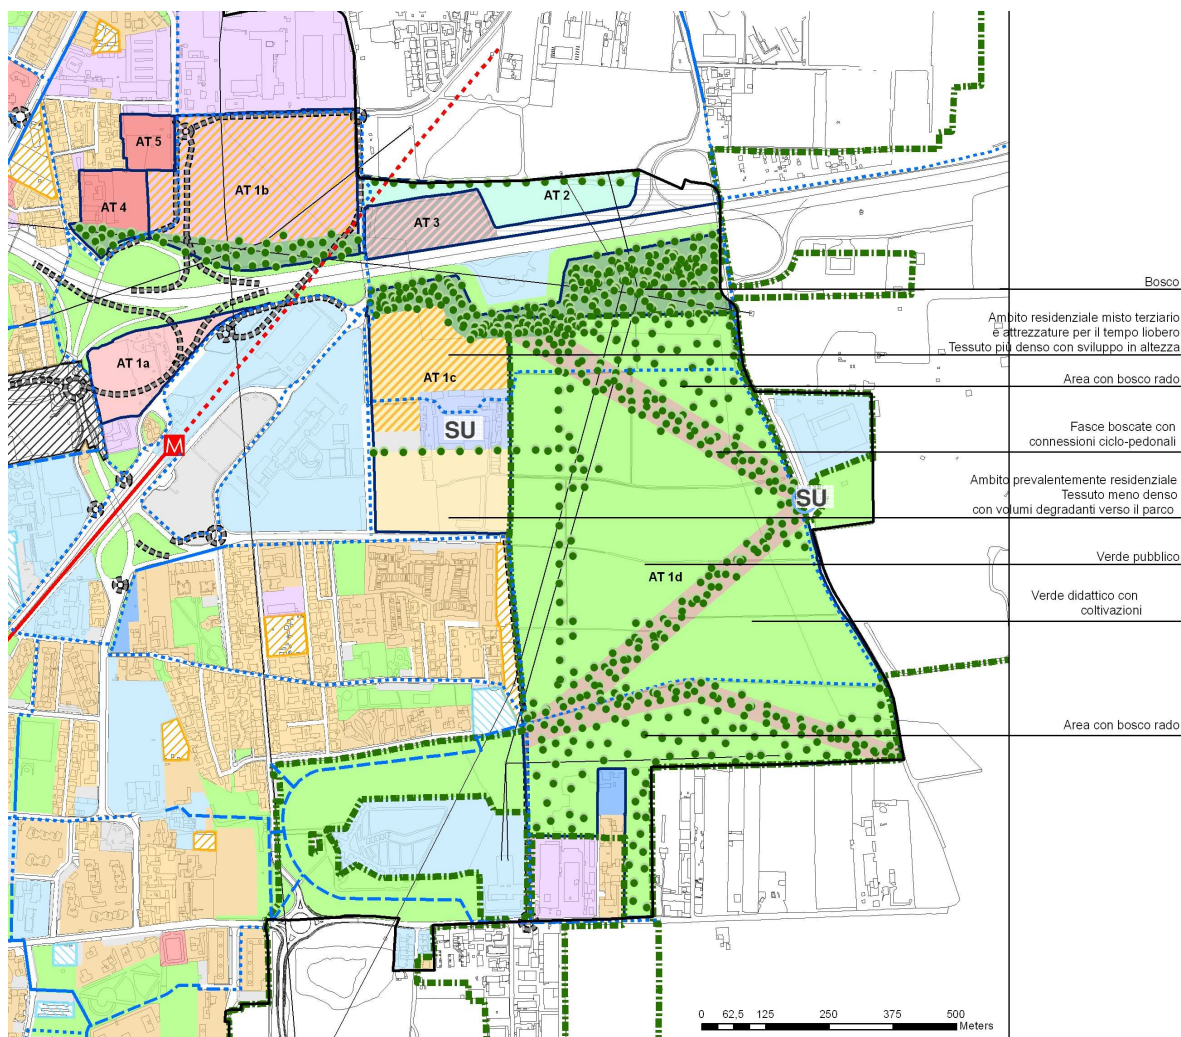 AT 5
AT 1b
AT 4
AT 2
AT 3
Bosco
Ambito residenziale misto terziario
e attrezzature per il tempo liobero
Tessuto più denso con sviluppo in altezza
AT 1a
AT 1c
Area con bosco rado
SU
Fasce boscate con
connessioni ciclo-pedonali
M
Ambito prevalentemente residenziale
Tessuto meno denso
con volumi degradanti verso il parco
SU
Verde pubblico
AT 1d
Verde didattico con
coltivazioni
Area con bosco rado
0 62,5 125 250 375 500
Meters